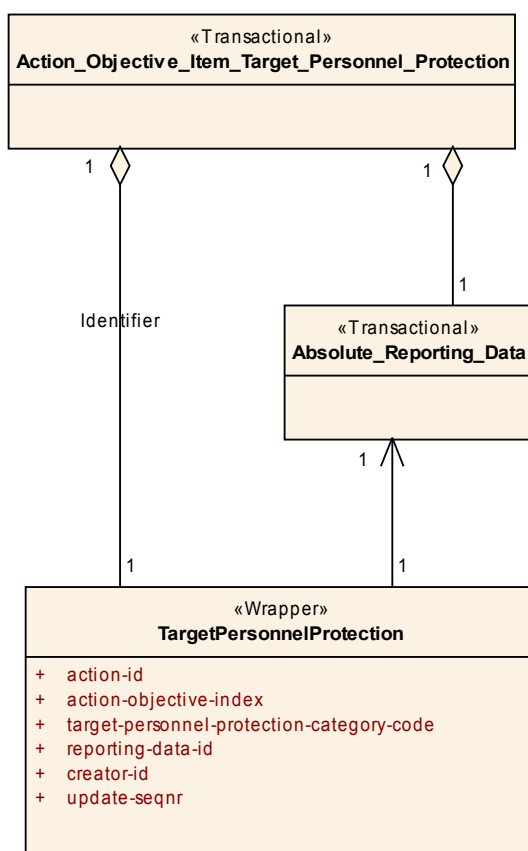 «Transactional»
Action_Objective_Item_Target_Personnel_Protection
1
1
Identifier
1
«Transactional»
Absolute_Reporting_Data
1
1
1
«Wrapper»
TargetPersonnelProtection
+ action-id
+ action-objective-index
+ target-personnel-protection-category-code
+ reporting-data-id
+ creator-id
+ update-seqnr